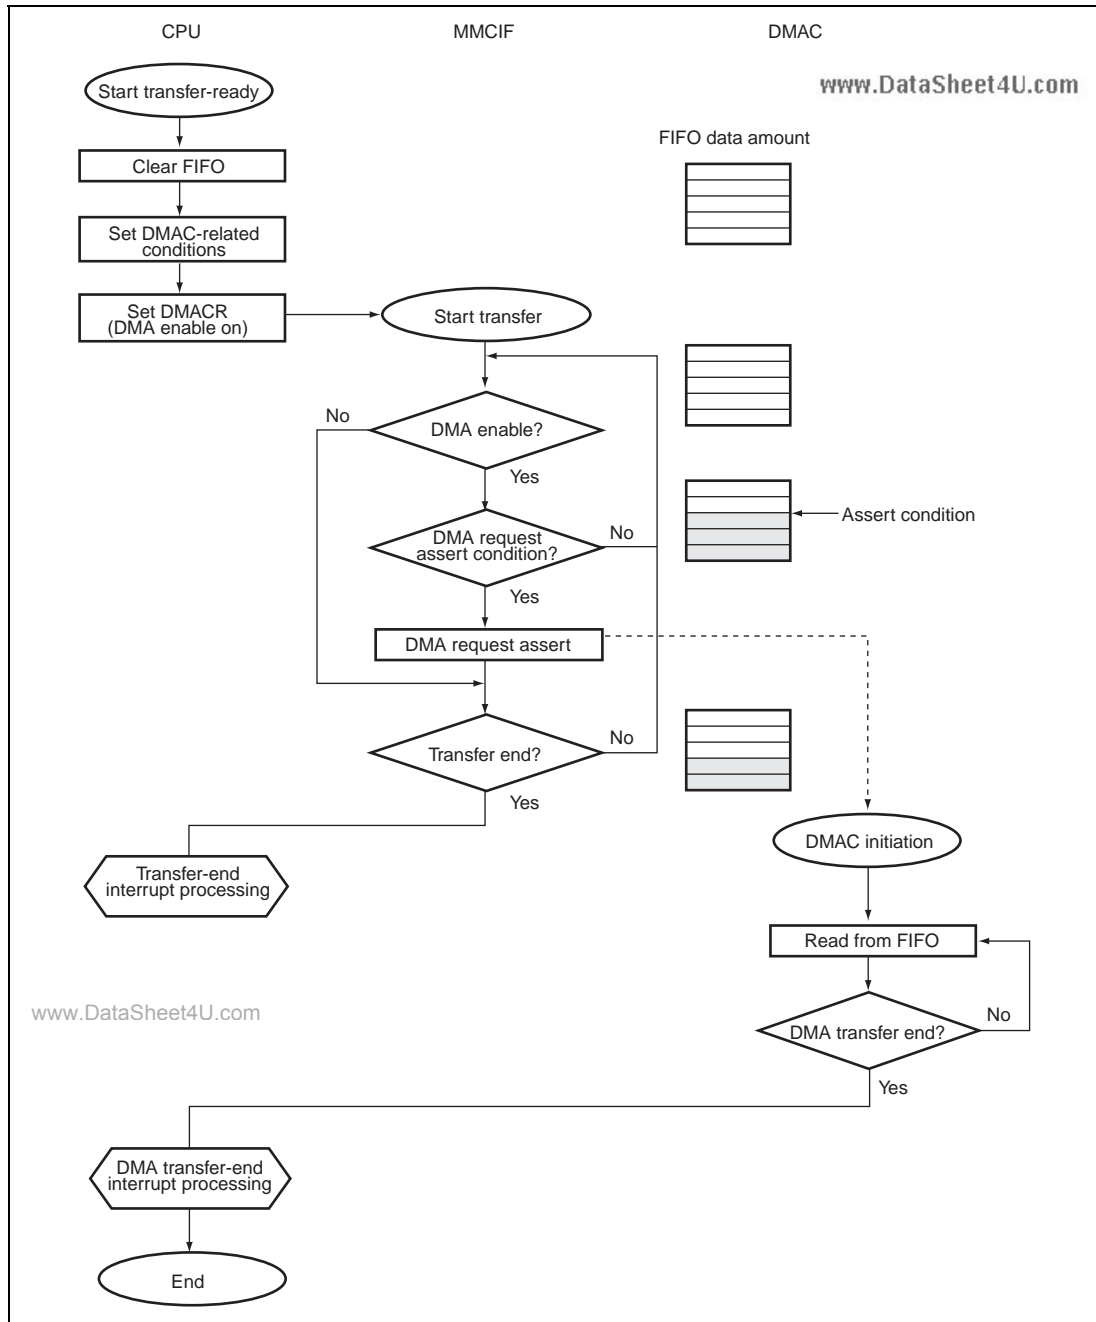 CPU
MMCIF
DMAC
www.DataSheet4U.com
Start transfer-ready
FIFO data amount
Clear FIFO
Set DMAC-related
conditions
Set DMACR
(DMA enable on)
Start transfer
No
DMA enable?
Yes
Assert condition
DMA request
assert condition?
No
Yes
DMA request assert
Transfer end?
No
Yes
DMAC initiation
Transfer-end
interrupt processing
Read from FIFO
www.DataSheet4U.com
DMA transfer end?
No
Yes
DMA transfer-end
interrupt processing
End